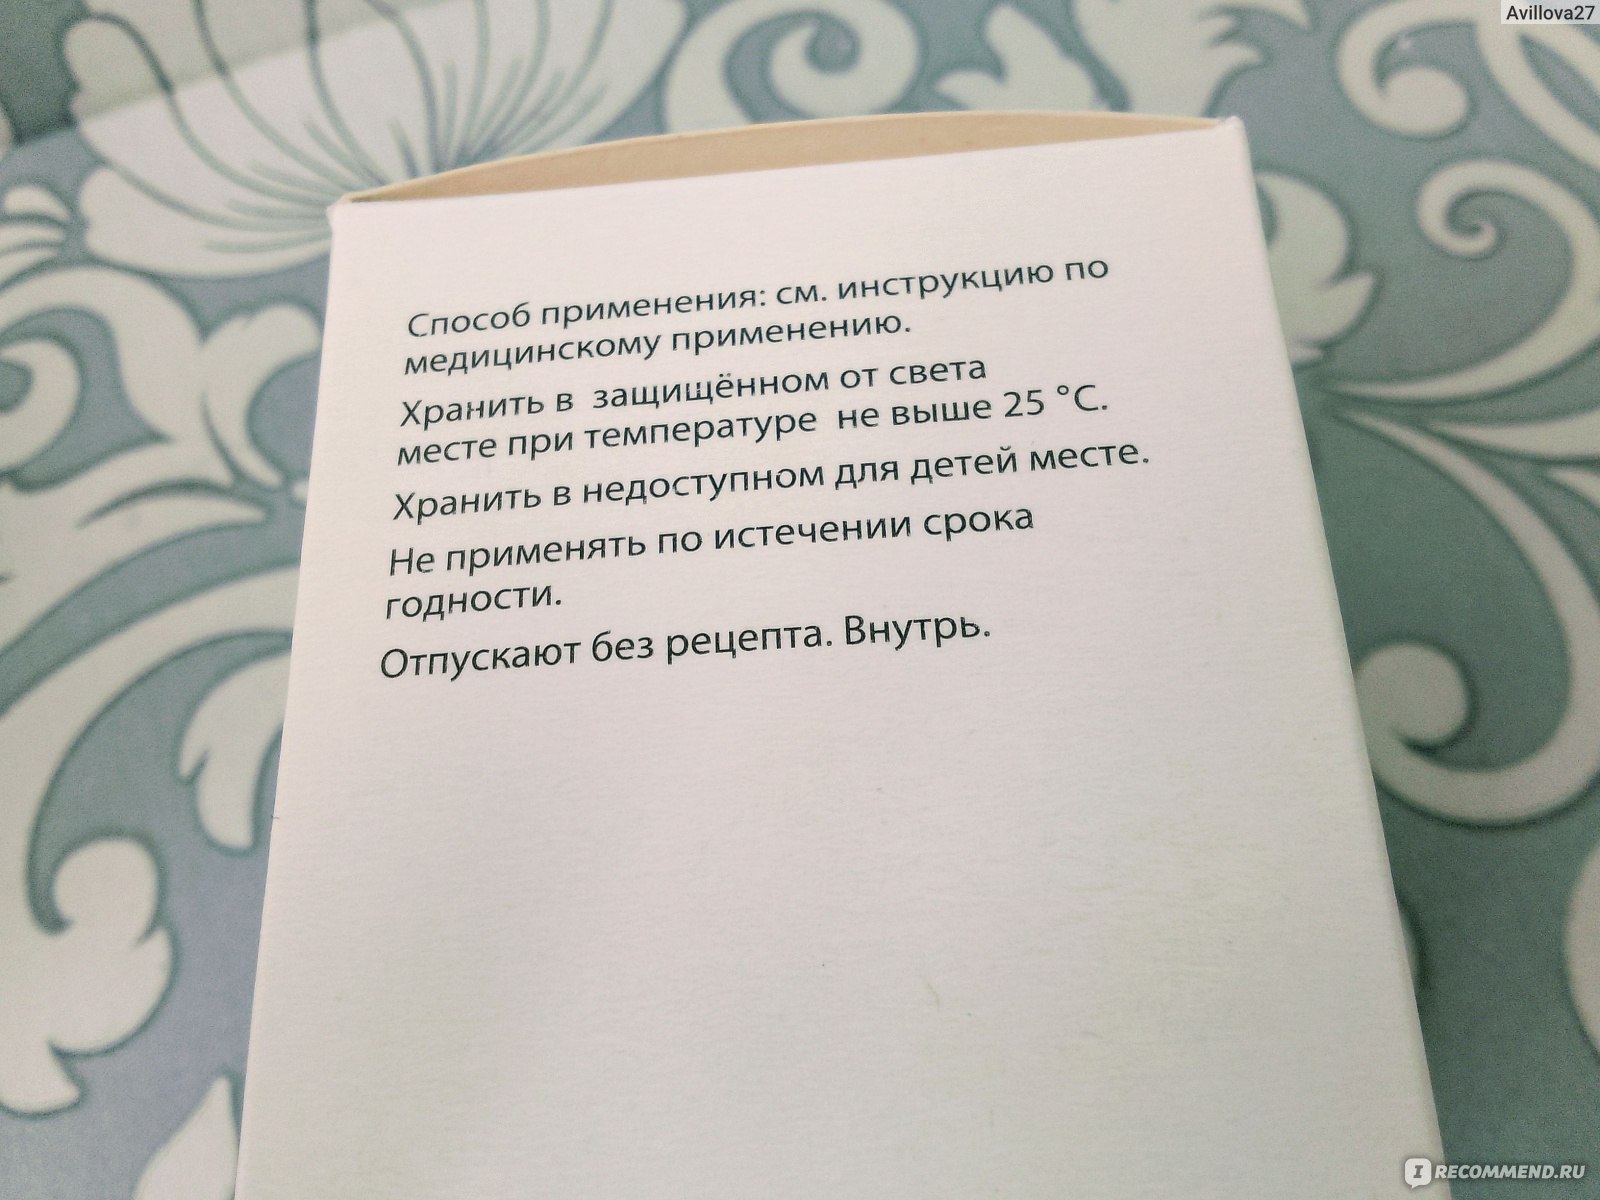 Avillova27
Способ применения: см. инструкцию по
медицинскому применению.
Хранить в защищённом от света
месте при температуре не выше 25 °С.
Хранить в недоступном для детей месте.
Не применять по истечении срока
годности.
Отпускают без рецепта. Внутрь.
IRECOMMEND.RU